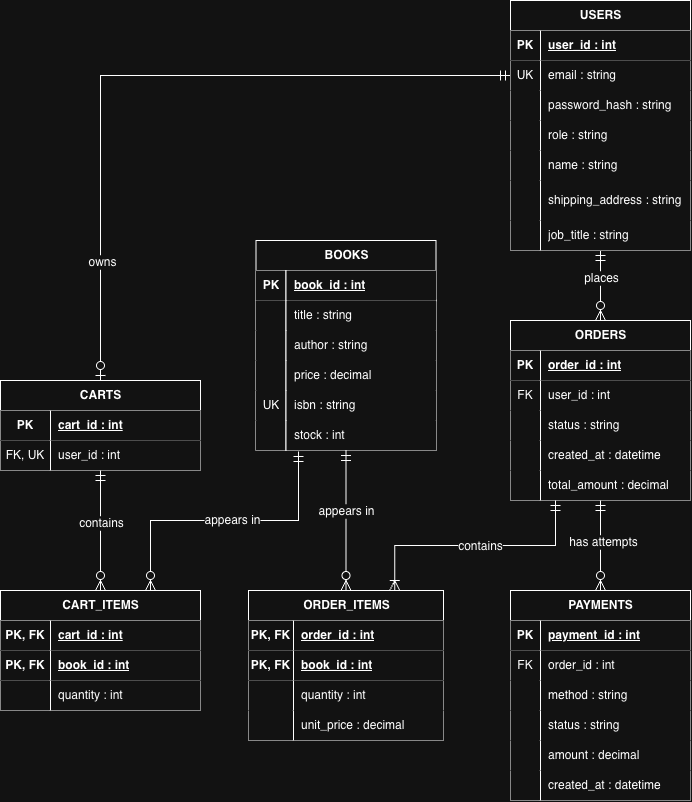 USERS
PK user_id : int
UK email : string
password_hash : string
role : string
name : string
shipping_address : string
job_title : string
owns
places
BOOKS
PK book_id : int
title : string
author : string
price : decimal
UK isbn : string
stock : int
ORDERS
PK order_id : int
FK user_id : int
status : string
created_at : datetime
total_amount : decimal
CARTS
PK cart_id : int
FK, UK user_id : int
contains
appears in
appears in
contains
has attempts
CART_ITEMS
PK, FK cart_id : int
PK, FK book_id : int
quantity : int
ORDER_ITEMS
PK, FK order_id : int
PK, FK book_id : int
quantity : int
unit_price : decimal
PAYMENTS
PK payment_id : int
FK order_id : int
method : string
status : string
amount : decimal
created_at : datetime